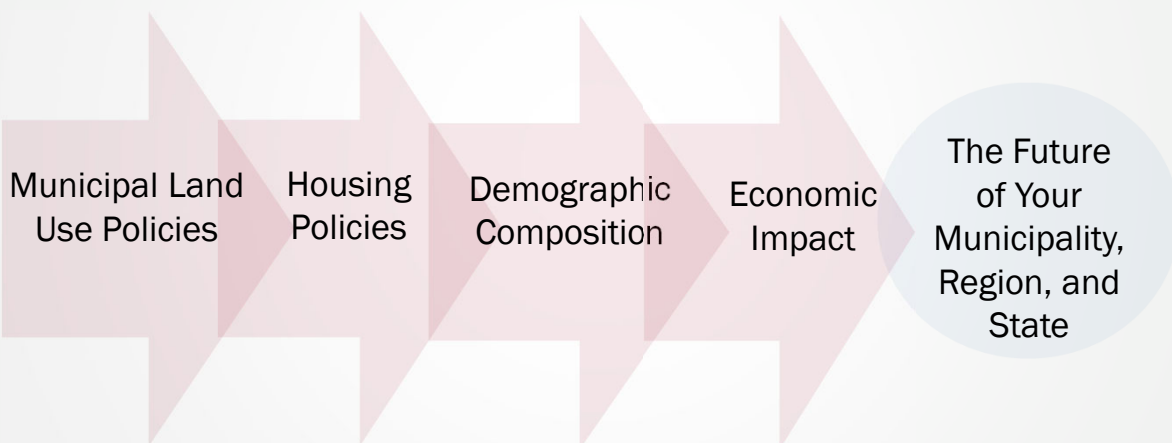 Municipal Land
Use Policies
Housing
Policies
Demographic
Composition
Economic
Impact
The Future
of Your
Municipality,
Region, and
State